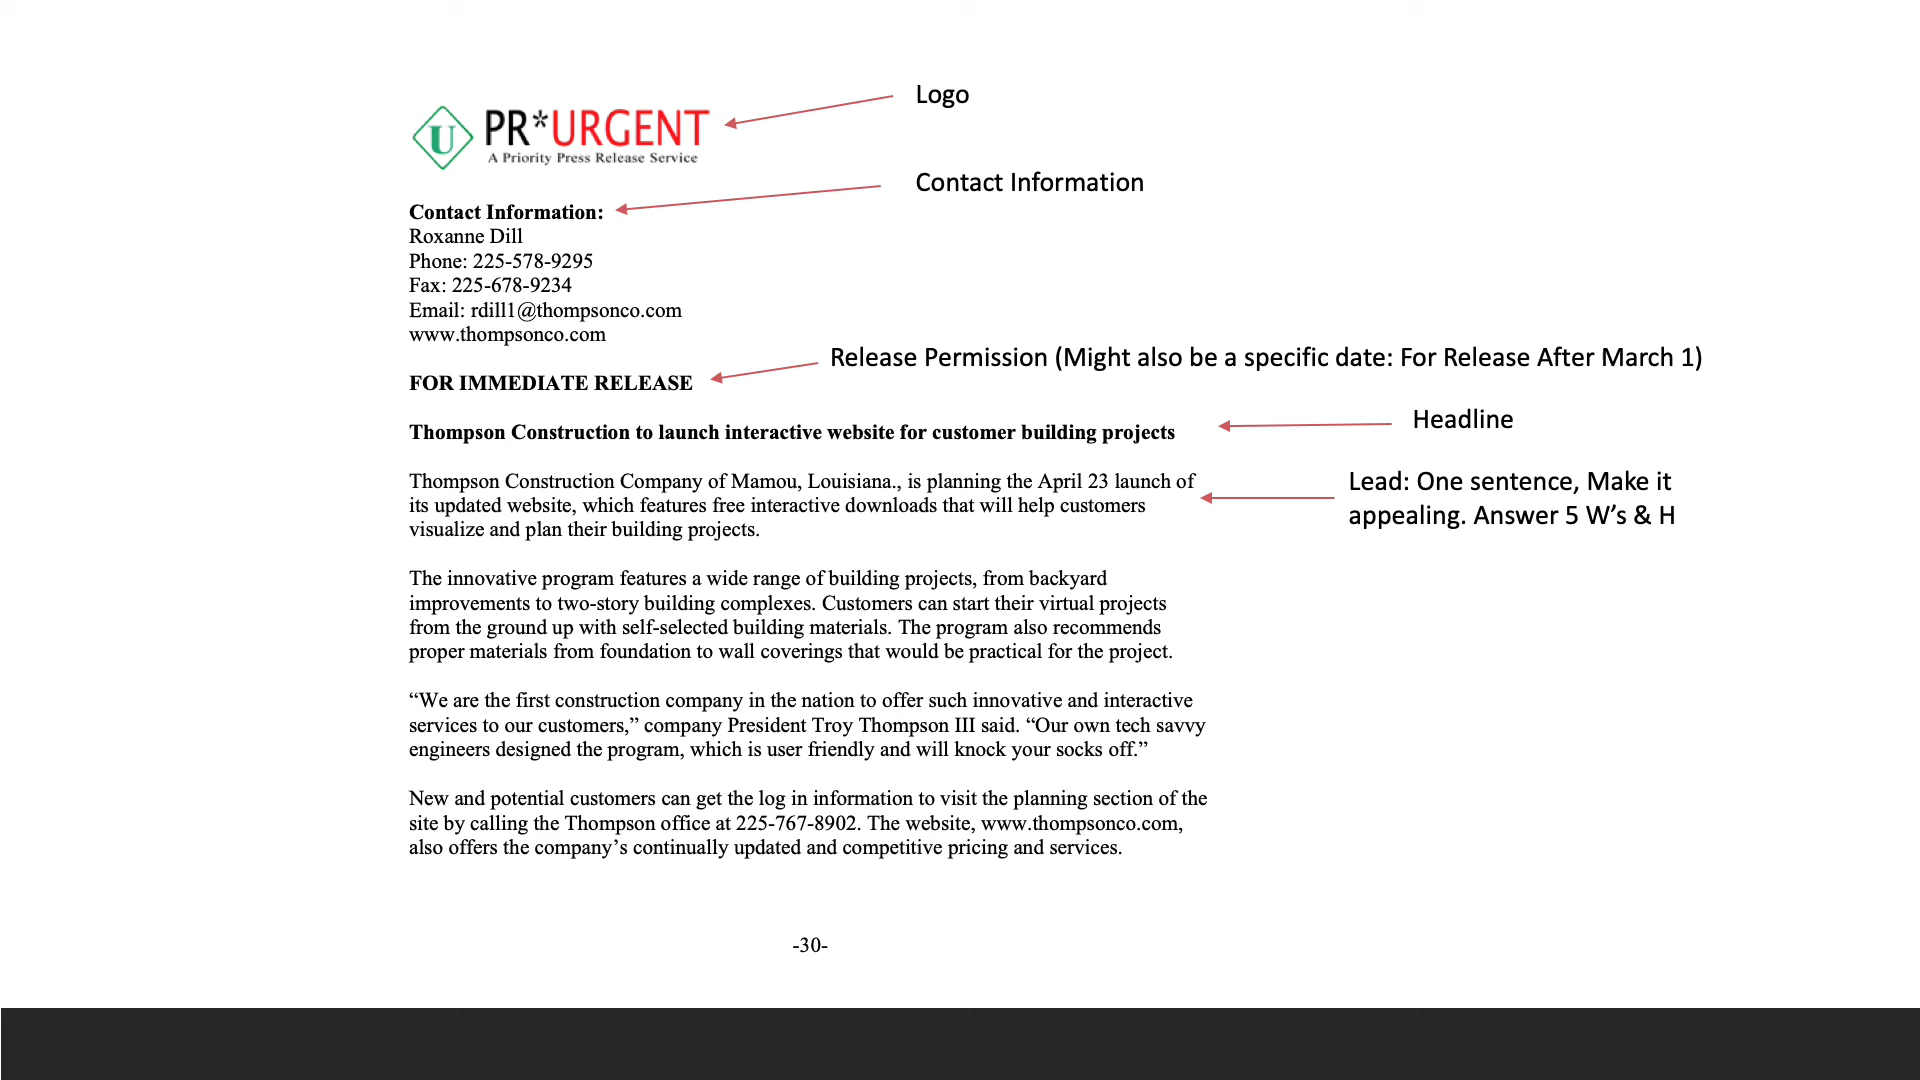 Logo
U
PR*URGENT
A Priority Press Release Service
Contact Information
Contact Information:
Roxanne Dill
Phone: 225-578-9295
Fax: 225-678-9234
Email: rdill1@thompsonco.com
www.thompsonco.com
Release Permission (Might also be a specific date: For Release After March 1)
FOR IMMEDIATE RELEASE
Headline
Thompson Construction to launch interactive website for customer building projects
Thompson Construction Company of Mamou, Louisiana., is planning the April 23 launch of
its updated website, which features free interactive downloads that will help customers
visualize and plan their building projects.
Lead: One sentence, Make it
appealing. Answer 5 W’s & H
The innovative program features a wide range of building projects, from backyard
improvements to two-story building complexes. Customers can start their virtual projects
from the ground up with self-selected building materials. The program also recommends
proper materials from foundation to wall coverings that would be practical for the project.
“We are the first construction company in the nation to offer such innovative and interactive
services to our customers,” company President Troy Thompson III said. “Our own tech savvy
engineers designed the program, which is user friendly and will knock your socks off.”
New and potential customers can get the log in information to visit the planning section of the
site by calling the Thompson office at 225-767-8902. The website, www.thompsonco.com,
also offers the company’s continually updated and competitive pricing and services.
-30-